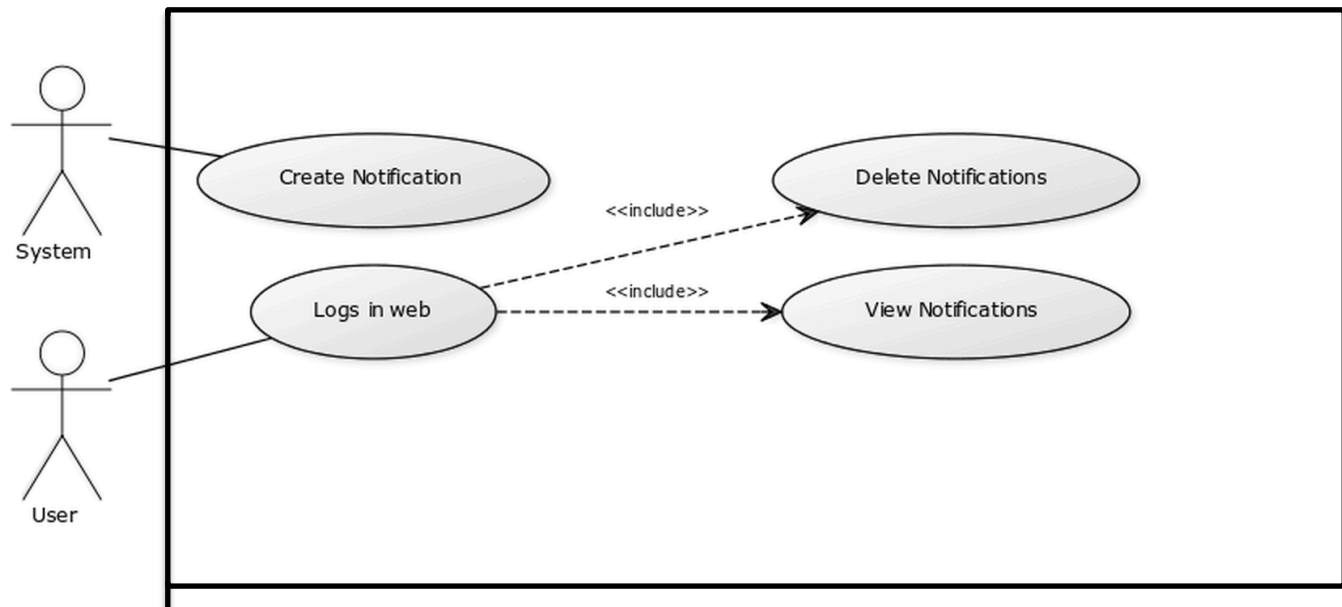 Create Notification
Delete Notifications
<<include>>
System
<<include>>
Logs in web
View Notifications
User